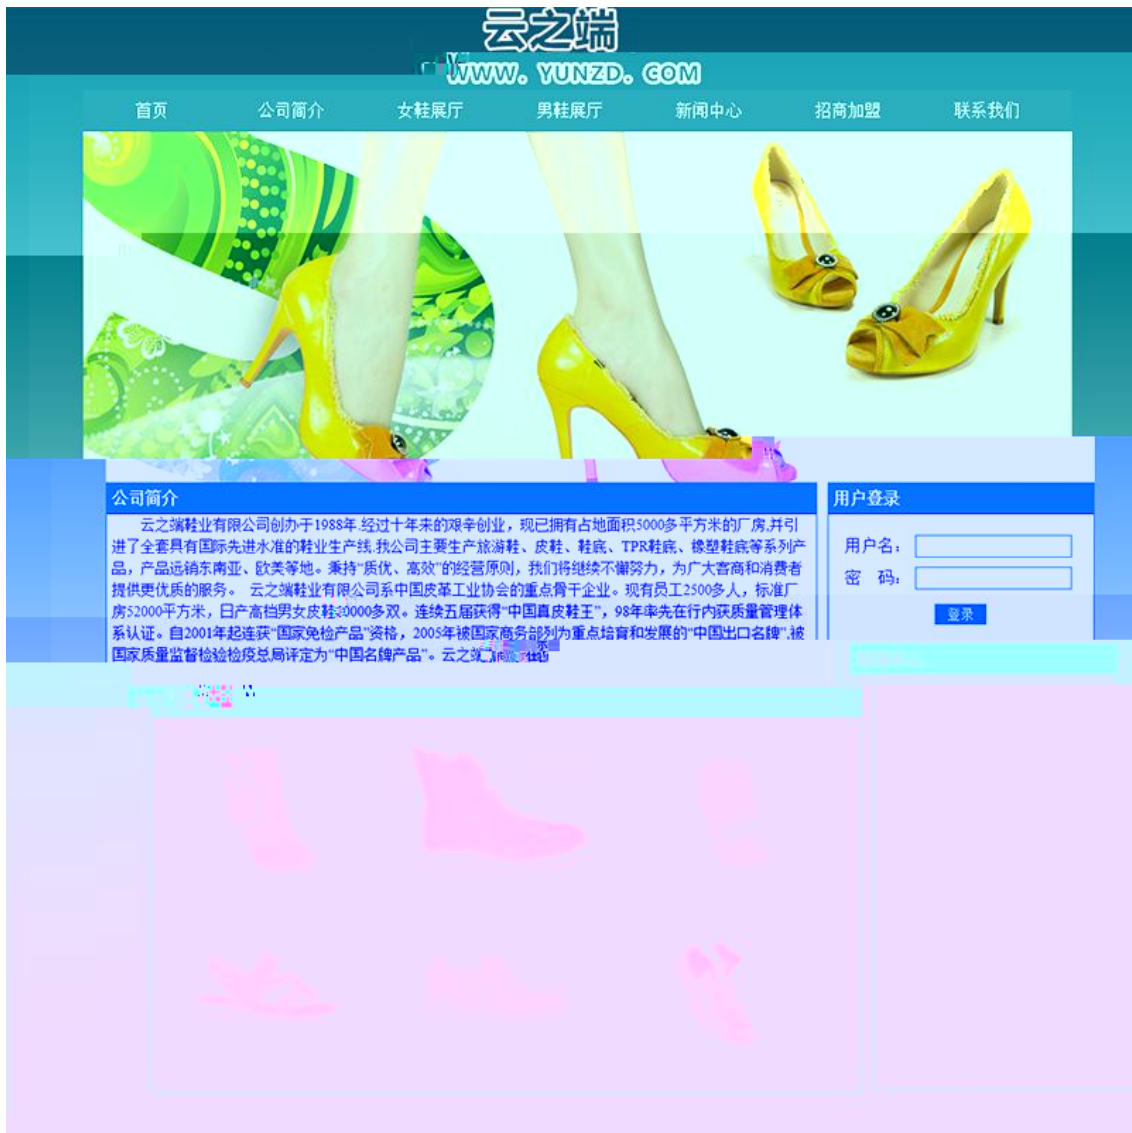 云之端
WWW. YUNZD. COM
首页 公司简介 女鞋展厅 男鞋展厅 新闻中心 招商加盟 联系我们
公司简介
云之端鞋业有限公司创办于1988年.经过十年来的艰辛创业，现已拥有占地面积5000多平方米的厂房,并引
进了全套具有国际先进水准的鞋业生产线.我公司主要生产旅游鞋、皮鞋、鞋底、TPR鞋底、橡塑鞋底等系列产
品，产品远销东南亚、欧美等地。秉持“质优、高效”的经营原则，我们将继续不懈努力，为广大客商和消费者
提供更优质的服务。 云之端鞋业有限公司系中国皮革工业协会的重点骨干企业。现有员工2500多人，标准厂
房52000平方米，日产高档男女皮鞋10000多双。连续五届获得“中国真皮鞋王”，98年率先在行内获质量管理体
系认证。自2001年起连获“国家免检产品”资格，2005年被国家商务部列为重点培育和发展的“中国出口名牌”.被
国家质量监督检验检疫总局评定为“中国名牌产品”。云之
用户登录
用户名：
密 码：
登录